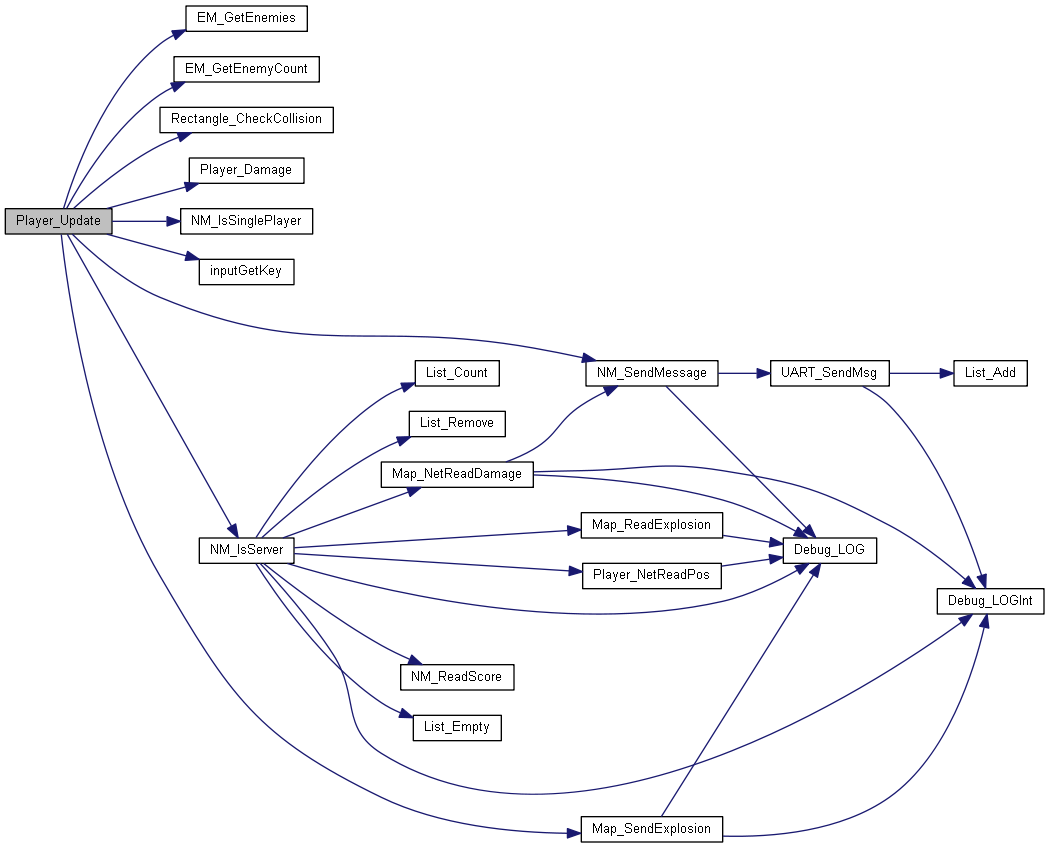 EM_GetEnemies
EM_GetEnemyCount
Rectangle_CheckCollision
Player_Damage
Player_Update
NM_IsSinglePlayer
inputGetKey
List_Count
NM_SendMessage
UART_SendMsg
List_Add
List_Remove
Map_NetReadDamage
Map_ReadExplosion
NM_IsServer
Debug_LOG
Player_NetReadPos
Debug_LOGInt
NM_ReadScore
List_Empty
Map_SendExplosion